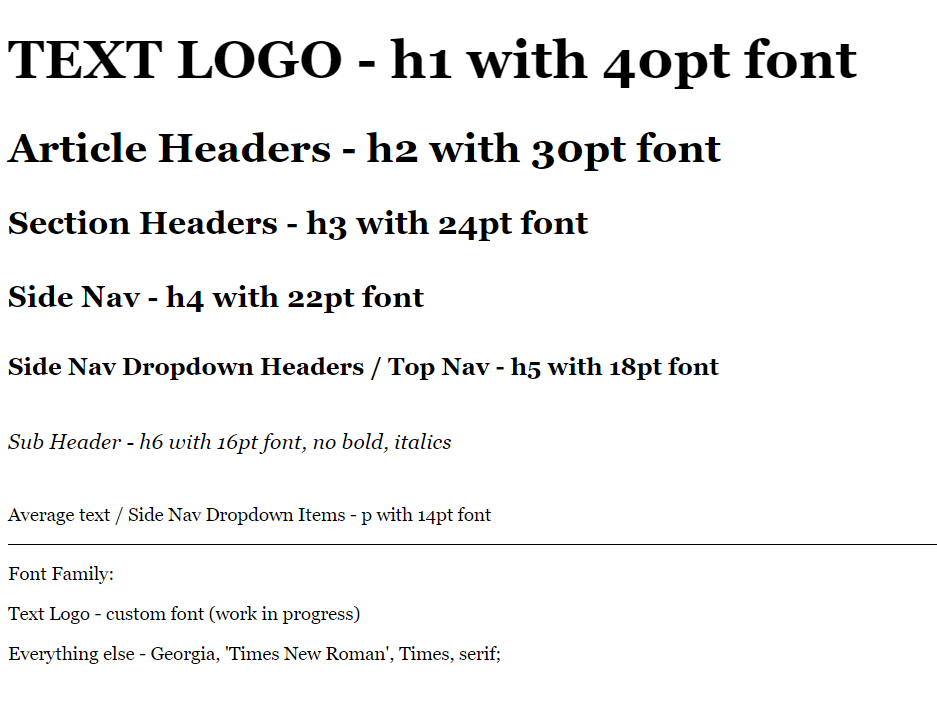 TEXT LOGO - h1 with 40pt font
Article Headers - h2 with 30pt font
Section Headers - h3 with 24pt font
Side Nav - h4 with 22pt font
Side Nav Dropdown Headers / Top Nav - h5 with 18pt font
Sub Header - h6 with 16pt font, no bold, italics
Average text / Side Nav Dropdown Items - p with 14pt font
Font Family:
Text Logo - custom font (work in progress)
Everything else - Georgia, 'Times New Roman', Times, serif;